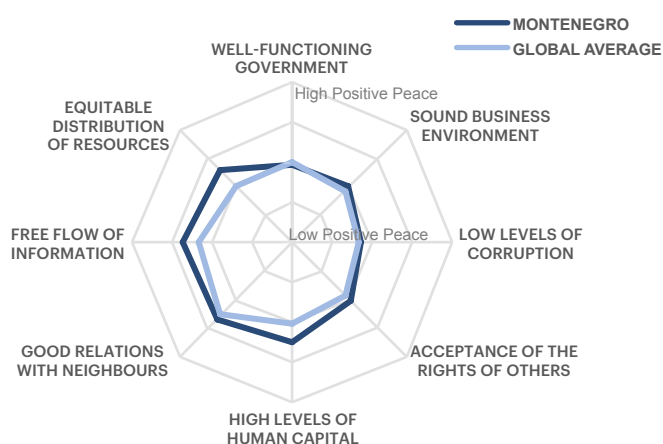 MONTENEGRO
GLOBAL AVERAGE
WELL-FUNCTIONING
GOVERNMENT
High Positive Peace
SOUND BUSINESS
ENVIRONMENT
EQUITABLE
DISTRIBUTION
OF RESOURCES
FREE FLOW OF
INFORMATION
Low Positive Peace
LOW LEVELS OF
CORRUPTION
GOOD RELATIONS
WITH NEIGHBOURS
ACCEPTANCE OF THE
RIGHTS OF OTHERS
HIGH LEVELS OF
HUMAN CAPITAL